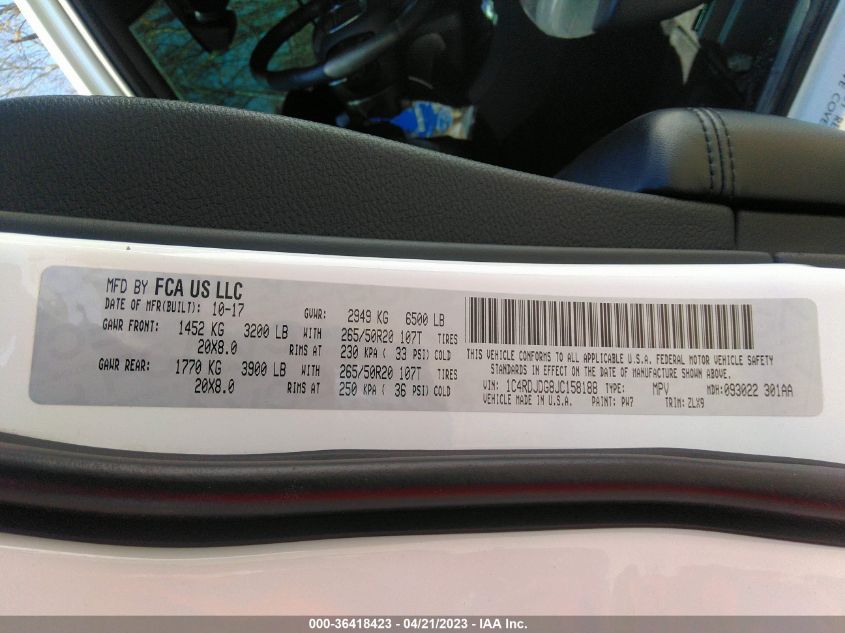 MFD BY FCA US LLC
DATE OF MFR(BUILT): 10-17 GVWR: 2949 KG 6500 LB
GAWR FRONT: 1452 KG 3200 LB WITH 265/50R20 107T TIRES
20X8.0 RIMS AT 230 KPA ( 33 PSI) COLD
GAWR REAR: 1770 KG 3900 LB WITH 265/50R20 107T TIRES
20X8.0 RIMS AT 250 KPA ( 36 PSI) COLD
THIS VEHICLE CONFORMS TO ALL APPLICABLE U.S.A. FEDERAL MOTOR VEHICLE SAFETY
STANDARDS IN EFFECT ON THE DATE OF MANUFACTURE SHOWN ABOVE.
VIN: 1C4RDJDG8JC158188 TYPE: MPV MDH:093022 301AA
VEHICLE MADE IN U.S.A. PAINT: PW7 TRIM: ZLX9
000-36418423 - 04/21/2023 - IAA Inc.